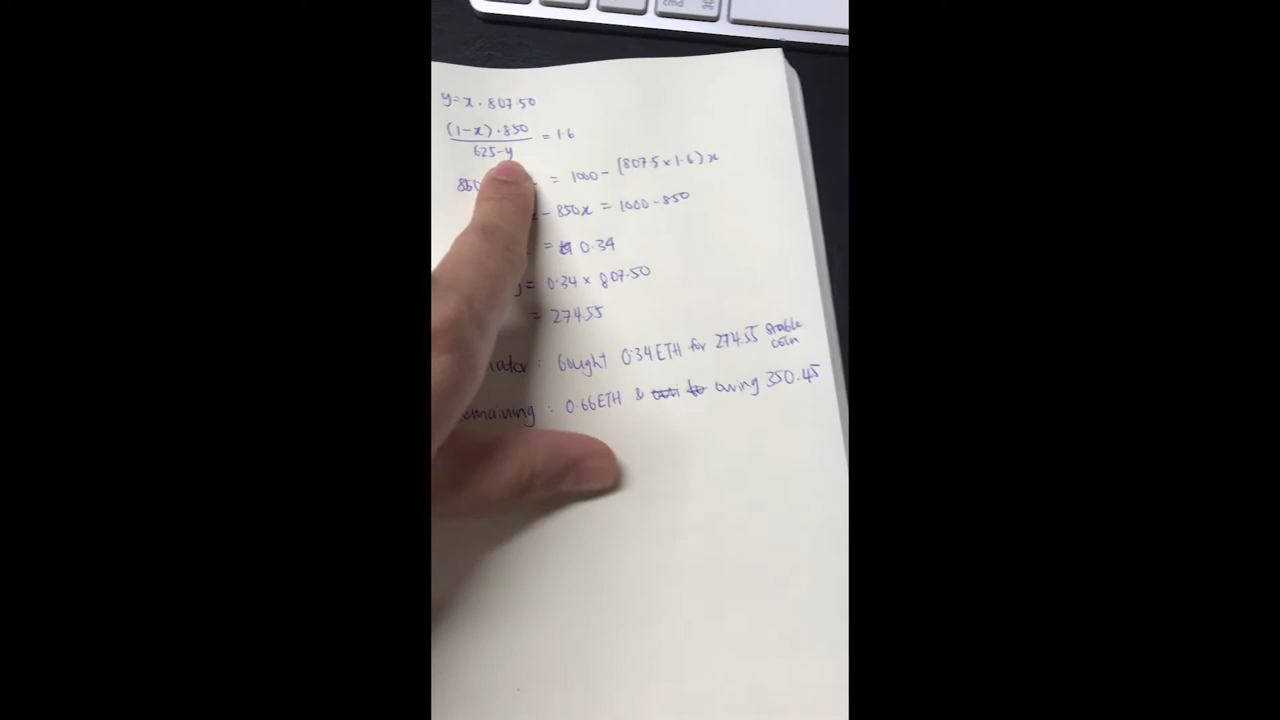 cmd ⌘
y = x . 807.50
(1-x) . 850
625-y
= 1.6
850 = 1000 - (807.5 x 1.6) x
- 850x = 1000 - 850
= 0.34
= 0.34 x 807.50
= 274.55
: bought 0.34 ETH for 274.55 stable coin
: 0.66 ETH & owing 350.45